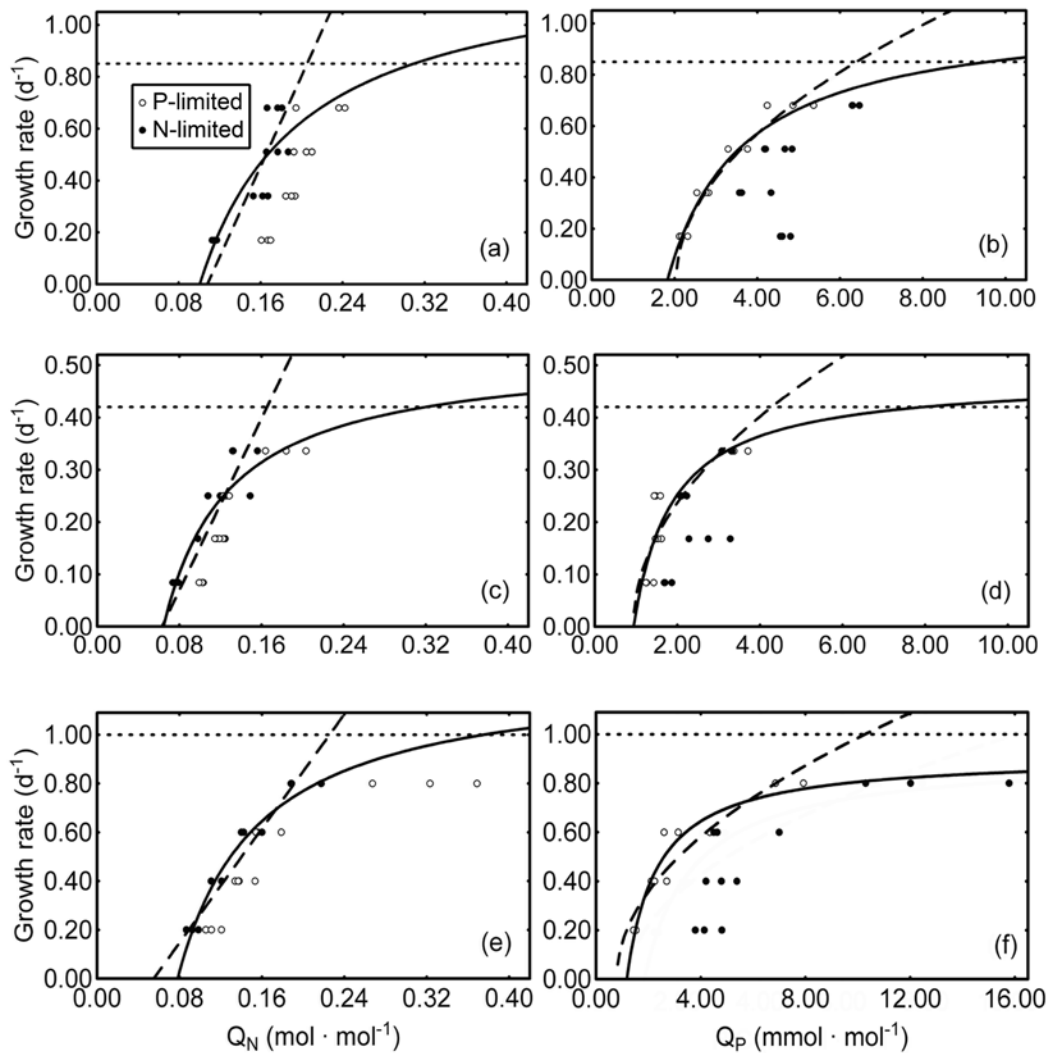 1.00
0.80
0.60
0.40
0.20
0.00
Growth rate (d⁻¹)
P-limited
N-limited
(a)
0.00 0.08 0.16 0.24 0.32 0.40
1.00
0.80
0.60
0.40
0.20
0.00
(b)
0.00 2.00 4.00 6.00 8.00 10.00
0.50
0.40
0.30
0.20
0.10
0.00
Growth rate (d⁻¹)
(c)
0.00 0.08 0.16 0.24 0.32 0.40
0.50
0.40
0.30
0.20
0.10
0.00
(d)
0.00 2.00 4.00 6.00 8.00 10.00
1.00
0.80
0.60
0.40
0.20
0.00
Growth rate (d⁻¹)
(e)
0.00 0.08 0.16 0.24 0.32 0.40
Q_N (mol · mol⁻¹)
1.00
0.80
0.60
0.40
0.20
0.00
(f)
0.00 4.00 8.00 12.00 16.00
Q_P (mmol · mol⁻¹)